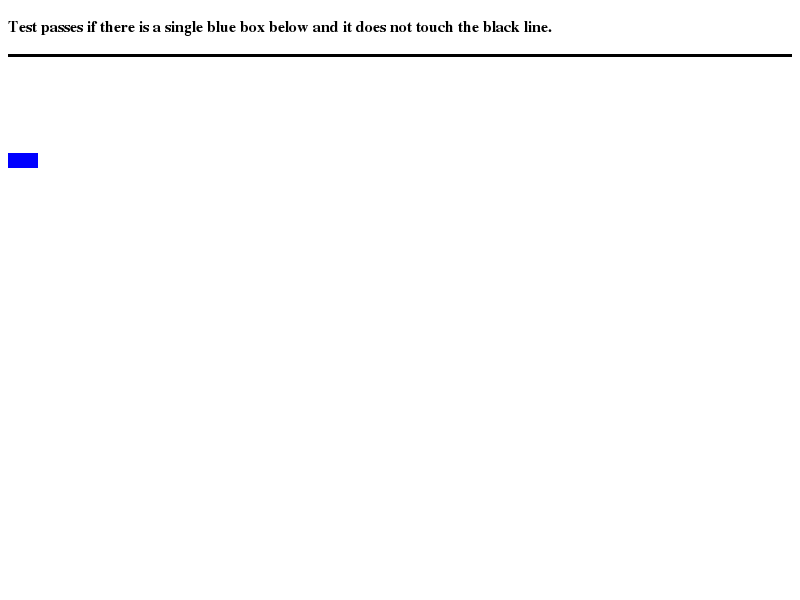 Test passes if there is a single blue box below and it does not touch the black line.